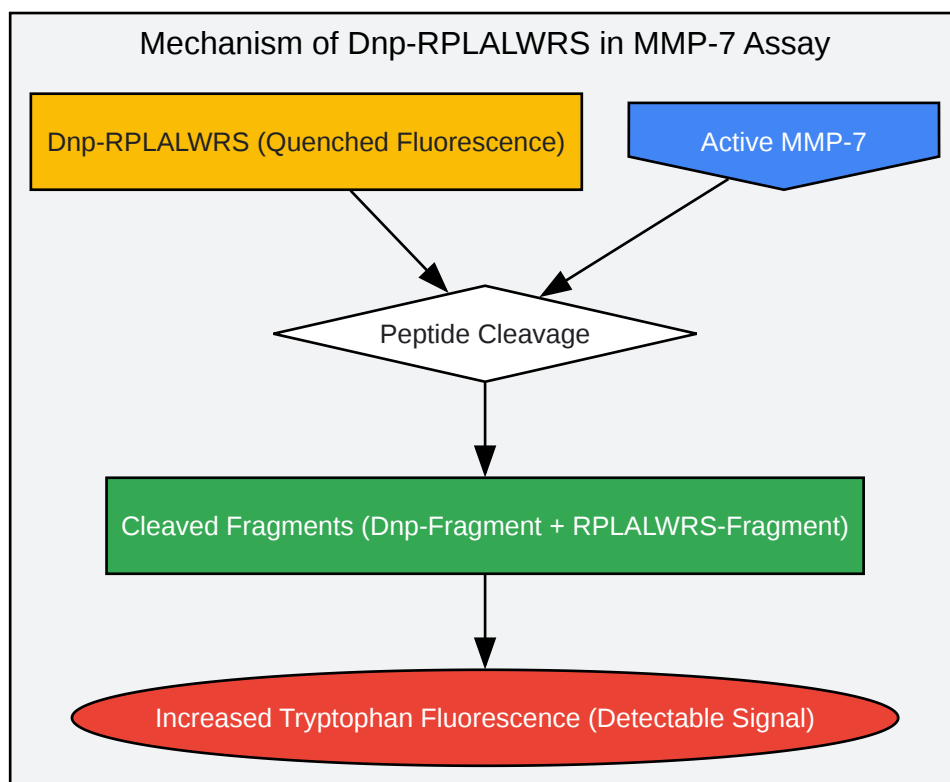 Mechanism of Dnp-RPLALWRS in MMP-7 Assay
Dnp-RPLALWRS (Quenched Fluorescence)
Active MMP-7
Peptide Cleavage
Cleaved Fragments (Dnp-Fragment + RPLALWRS-Fragment)
Increased Tryptophan Fluorescence (Detectable Signal)